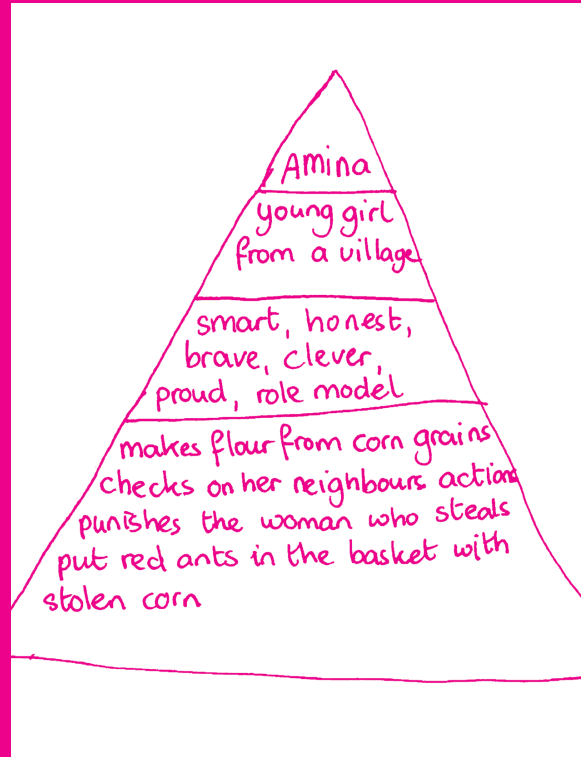 Amina
young girl
from a village
smart, honest,
brave, clever,
proud, role model
makes flour from corn grains
checks on her neighbours actions
punishes the woman who steals
put red ants in the basket with
stolen corn